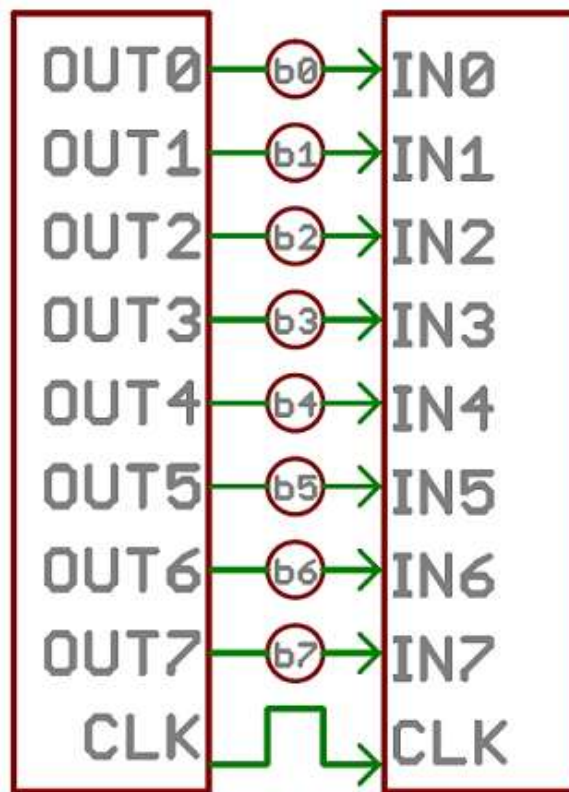 OUT0 b0 IN0
OUT1 b1 IN1
OUT2 b2 IN2
OUT3 b3 IN3
OUT4 b4 IN4
OUT5 b5 IN5
OUT6 b6 IN6
OUT7 b7 IN7
CLK CLK